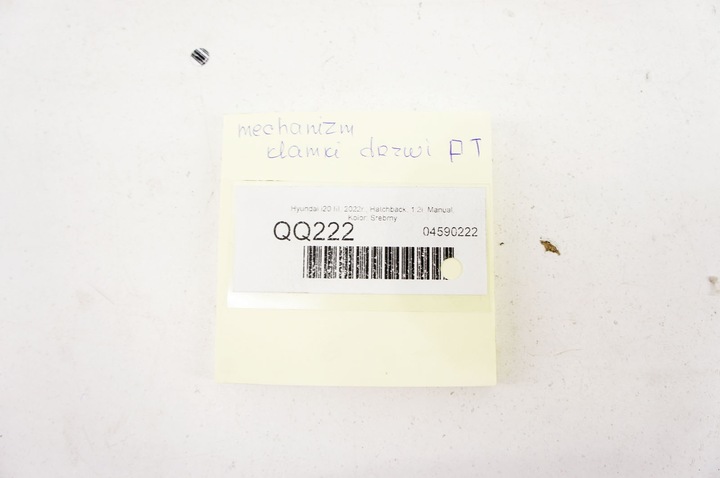 mechanizm
klamki drzwi PT
Hyundai i20 III, 2022r., Hatchback, 1.2i, Manual,
Kolor: Srebrny
QQ222
04590222